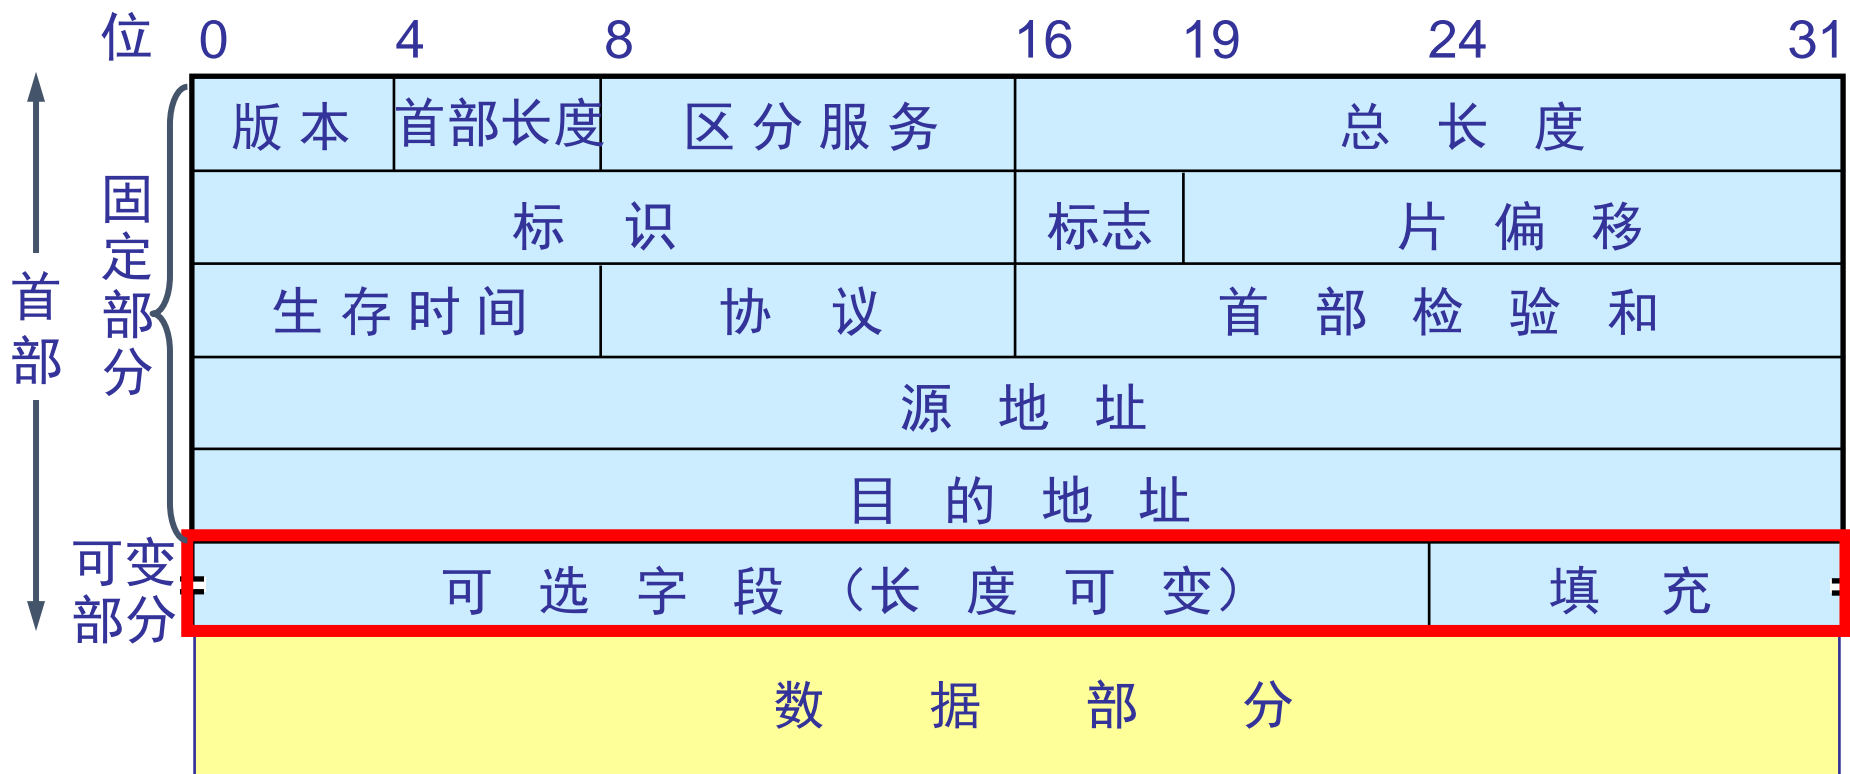 位 0 4 8 16 19 24 31
版本 首部长度 区分服务 总长度
标识 标志 片偏移
生存时间 协议 首部检验和
源地址
目的地址
可选字段（长度可变） 填充
数据部分
首部
固定部分
可变
部分